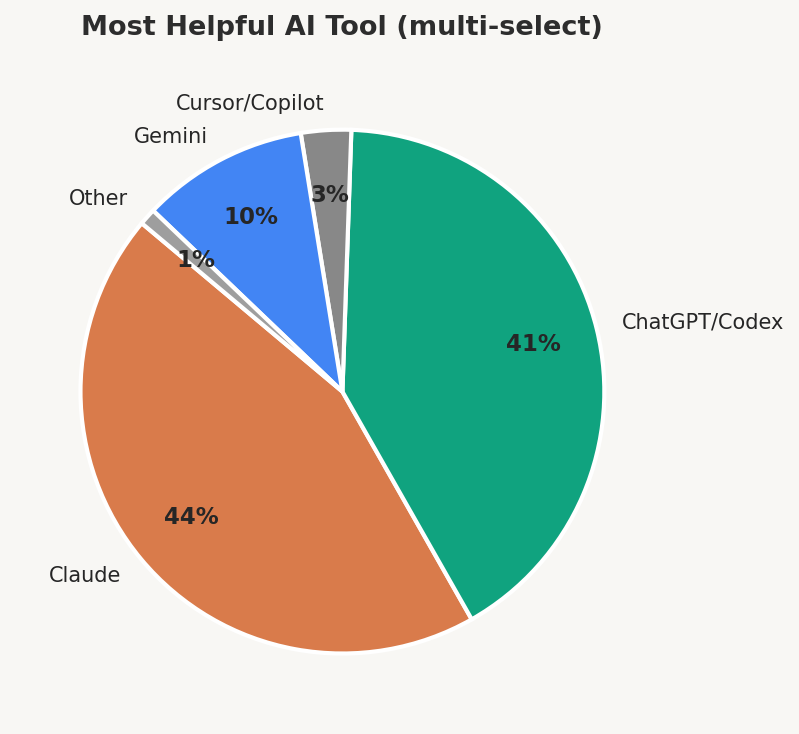 Most Helpful AI Tool (multi-select)
Cursor/Copilot
Gemini
Other
3%
10%
1%
ChatGPT/Codex
41%
44%
Claude